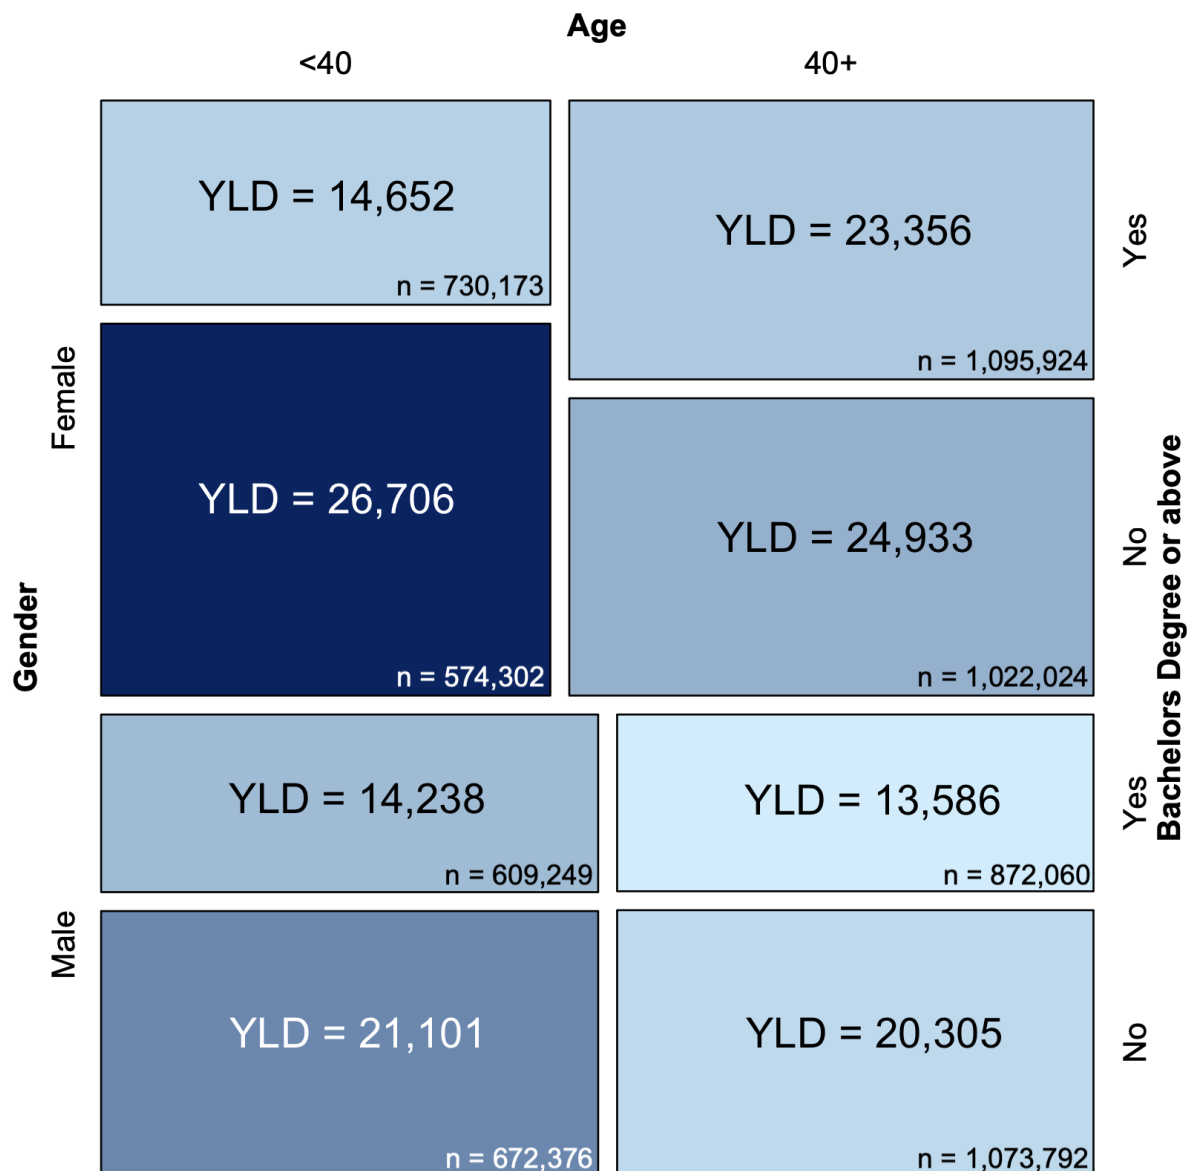 Age
<40
40+
YLD = 14,652
n = 730,173
YLD = 23,356
n = 1,095,924
Yes
Female
YLD = 26,706
n = 574,302
YLD = 24,933
n = 1,022,024
No
Gender
Bachelors Degree or above
YLD = 14,238
n = 609,249
YLD = 13,586
n = 872,060
Yes
Male
YLD = 21,101
n = 672,376
YLD = 20,305
n = 1,073,792
No